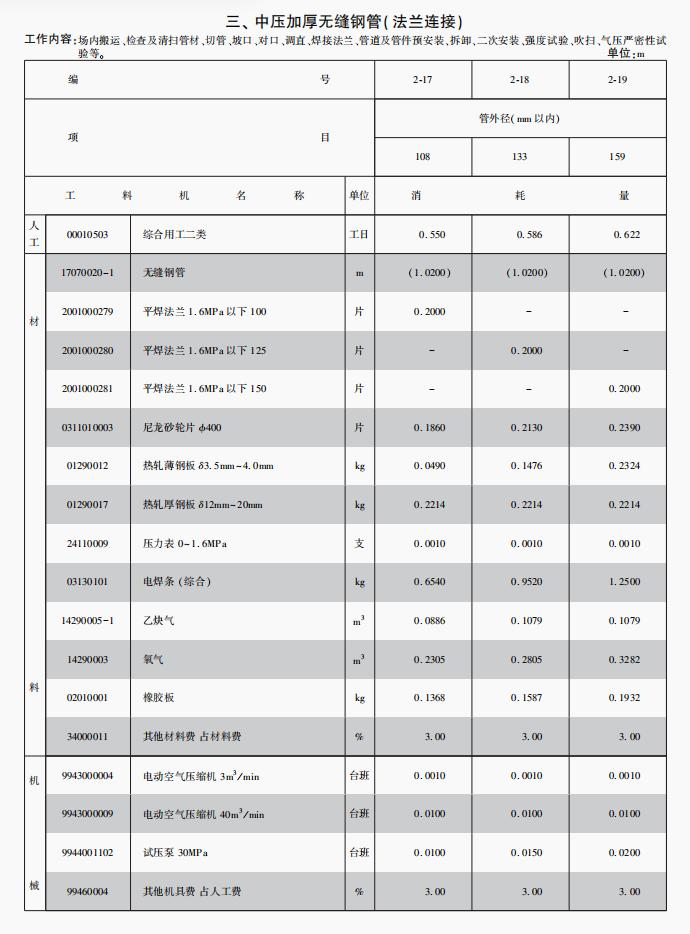 三、中压加厚无缝钢管(法兰连接)
工作内容:场内搬运、检查及清扫管材、切管、坡口、对口、调直、焊接法兰、管道及管件预安装、拆卸、二次安装、强度试验、吹扫、气压严密性试
验等。 单位:m
编 号 2-17 2-18 2-19
项 目 管外径(mm以内)
108 133 159
工 料 机 名 称 单位 消 耗 量
人工 00010503 综合用工二类 工日 0.550 0.586 0.622
材料 17070020-1 无缝钢管 m (1.0200) (1.0200) (1.0200)
2001000279 平焊法兰 1.6MPa 以下 100 片 0.2000 – –
2001000280 平焊法兰 1.6MPa 以下 125 片 – 0.2000 –
2001000281 平焊法兰 1.6MPa 以下 150 片 – – 0.2000
0311010003 尼龙砂轮片 φ400 片 0.1860 0.2130 0.2390
01290012 热轧薄钢板 δ3.5mm~4.0mm kg 0.0490 0.1476 0.2324
01290017 热轧厚钢板 δ12mm~20mm kg 0.2214 0.2214 0.2214
24110009 压力表 0~1.6MPa 支 0.0010 0.0010 0.0010
03130101 电焊条(综合) kg 0.6540 0.9520 1.2500
14290005-1 乙炔气 m³ 0.0886 0.1079 0.1079
14290003 氧气 m³ 0.2305 0.2805 0.3282
02010001 橡胶板 kg 0.1368 0.1587 0.1932
34000011 其他材料费 占材料费 % 3.00 3.00 3.00
机械 9943000004 电动空气压缩机 3m³/min 台班 0.0010 0.0010 0.0010
9943000009 电动空气压缩机 40m³/min 台班 0.0100 0.0100 0.0100
9944001102 试压泵 30MPa 台班 0.0100 0.0150 0.0200
99460004 其他机具费 占人工费 % 3.00 3.00 3.00